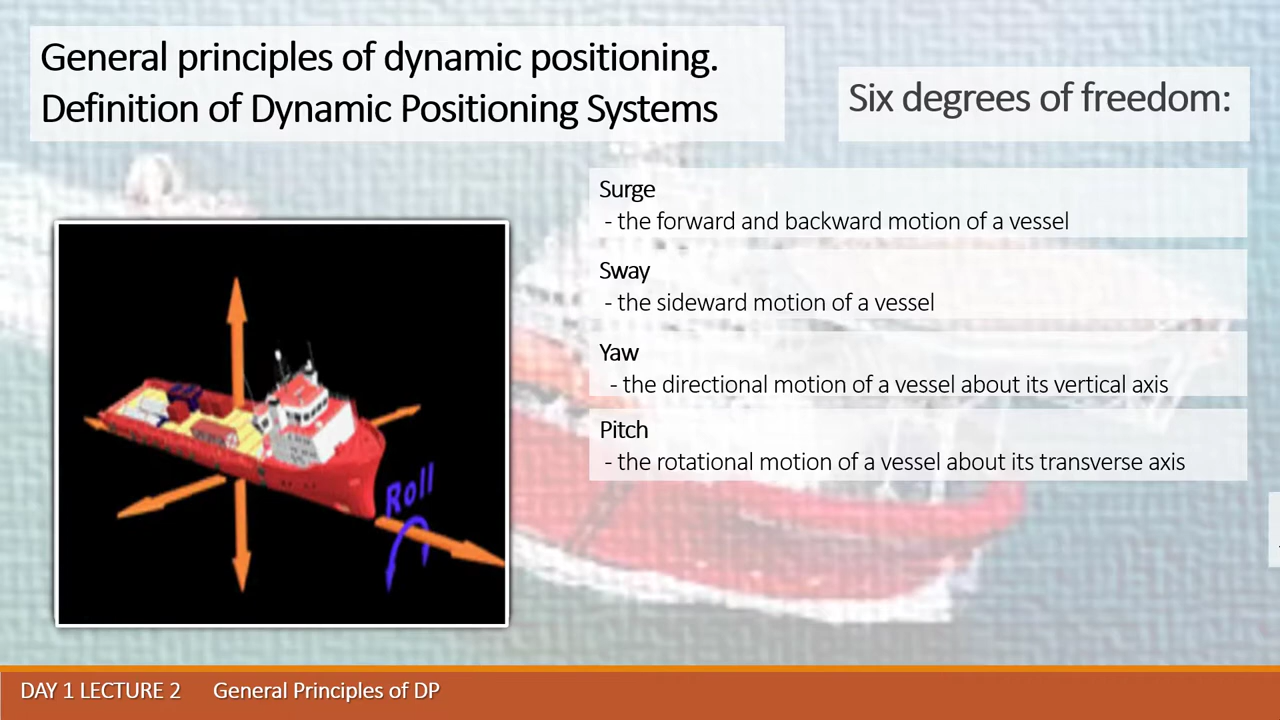 General principles of dynamic positioning.
Definition of Dynamic Positioning Systems
Six degrees of freedom:
Surge
- the forward and backward motion of a vessel
Sway
- the sideward motion of a vessel
Yaw
- the directional motion of a vessel about its vertical axis
Pitch
- the rotational motion of a vessel about its transverse axis
Roll
DAY 1 LECTURE 2 General Principles of DP